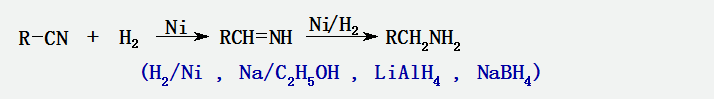 R－CN + H₂ —Ni→ RCH=NH —Ni/H₂→ RCH₂NH₂
(H₂/Ni , Na/C₂H₅OH , LiAlH₄ , NaBH₄)